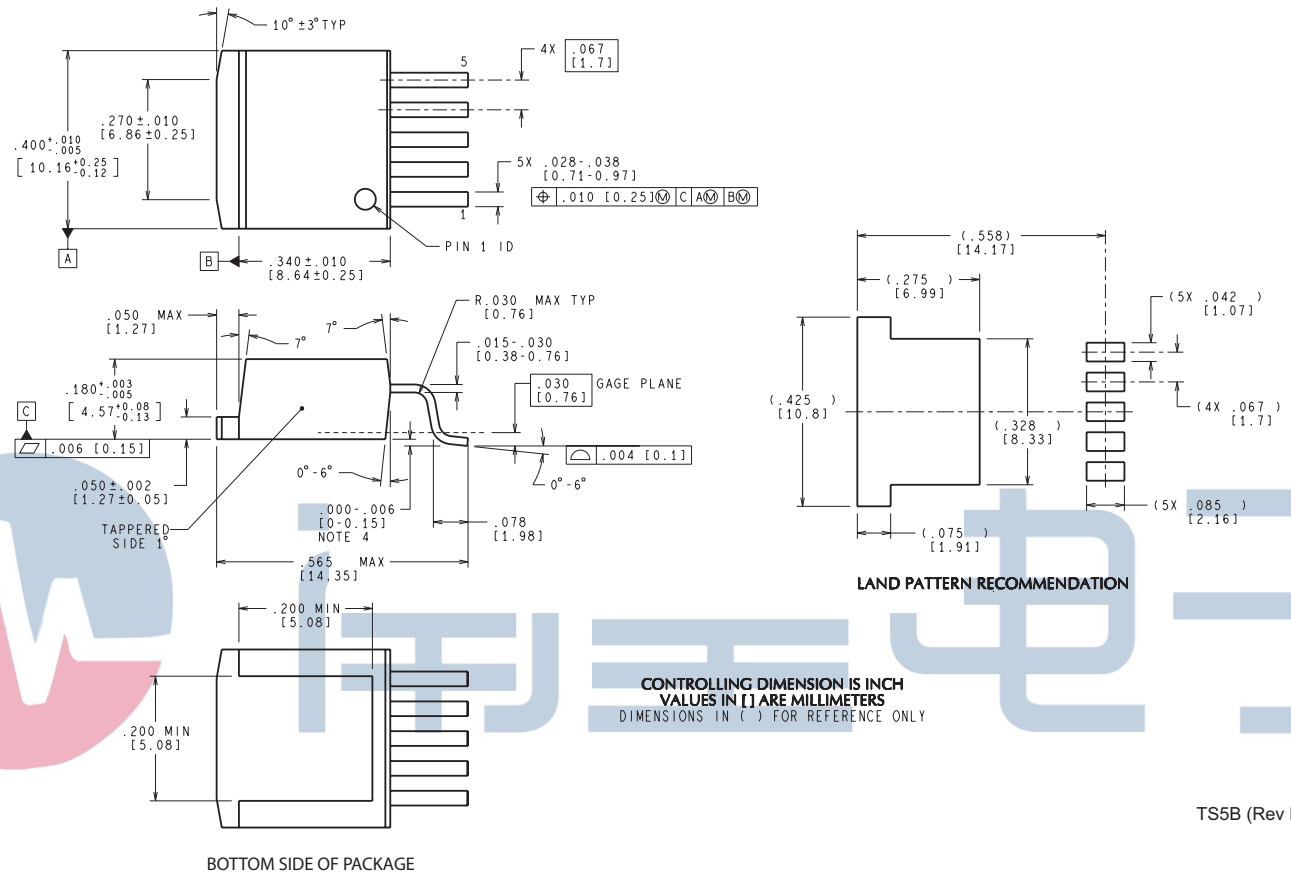 10° ±3° TYP
4X .067
[1.7]
5
.270±.010
[6.86±0.25]
.400+.010 -.005
[ 10.16+0.25 -0.12 ]
5X .028-.038
[0.71-0.97]
⌖ .010 [0.25]Ⓜ C AⓂ BⓂ
1
PIN 1 ID
A
B
.340±.010
[8.64±0.25]
.050 MAX
[1.27]
7°
7°
R.030 MAX TYP
[0.76]
.015-.030
[0.38-0.76]
.030
[0.76]
GAGE PLANE
.180+.003 -.005
[ 4.57+0.08 -0.13 ]
C
⏥ .006 [0.15]
⌓ .004 [0.1]
0°-6°
0°-6°
.050±.002
[1.27±0.05]
.000-.006
[0-0.15]
NOTE 4
.078
[1.98]
TAPPERED
SIDE 1°
.565 MAX
[14.35]
(.558)
[14.17]
(.275 )
[6.99]
(5X .042 )
[1.07]
(.425 )
[10.8]
(.328 )
[8.33]
(4X .067 )
[1.7]
(5X .085 )
[2.16]
(.075 )
[1.91]
LAND PATTERN RECOMMENDATION
.200 MIN
[5.08]
.200 MIN
[5.08]
CONTROLLING DIMENSION IS INCH
VALUES IN [ ] ARE MILLIMETERS
DIMENSIONS IN ( ) FOR REFERENCE ONLY
TS5B (Rev
BOTTOM SIDE OF PACKAGE